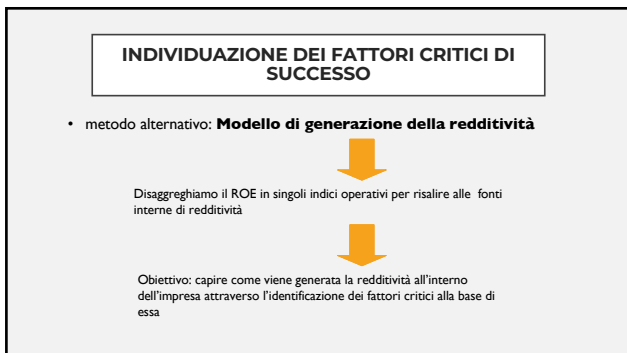 INDIVIDUAZIONE DEI FATTORI CRITICI DI
SUCCESSO
• metodo alternativo: Modello di generazione della redditività
Disaggreghiamo il ROE in singoli indici operativi per risalire alle fonti
interne di redditività
Obiettivo: capire come viene generata la redditività all'interno
dell'impresa attraverso l'identificazione dei fattori critici alla base di
essa